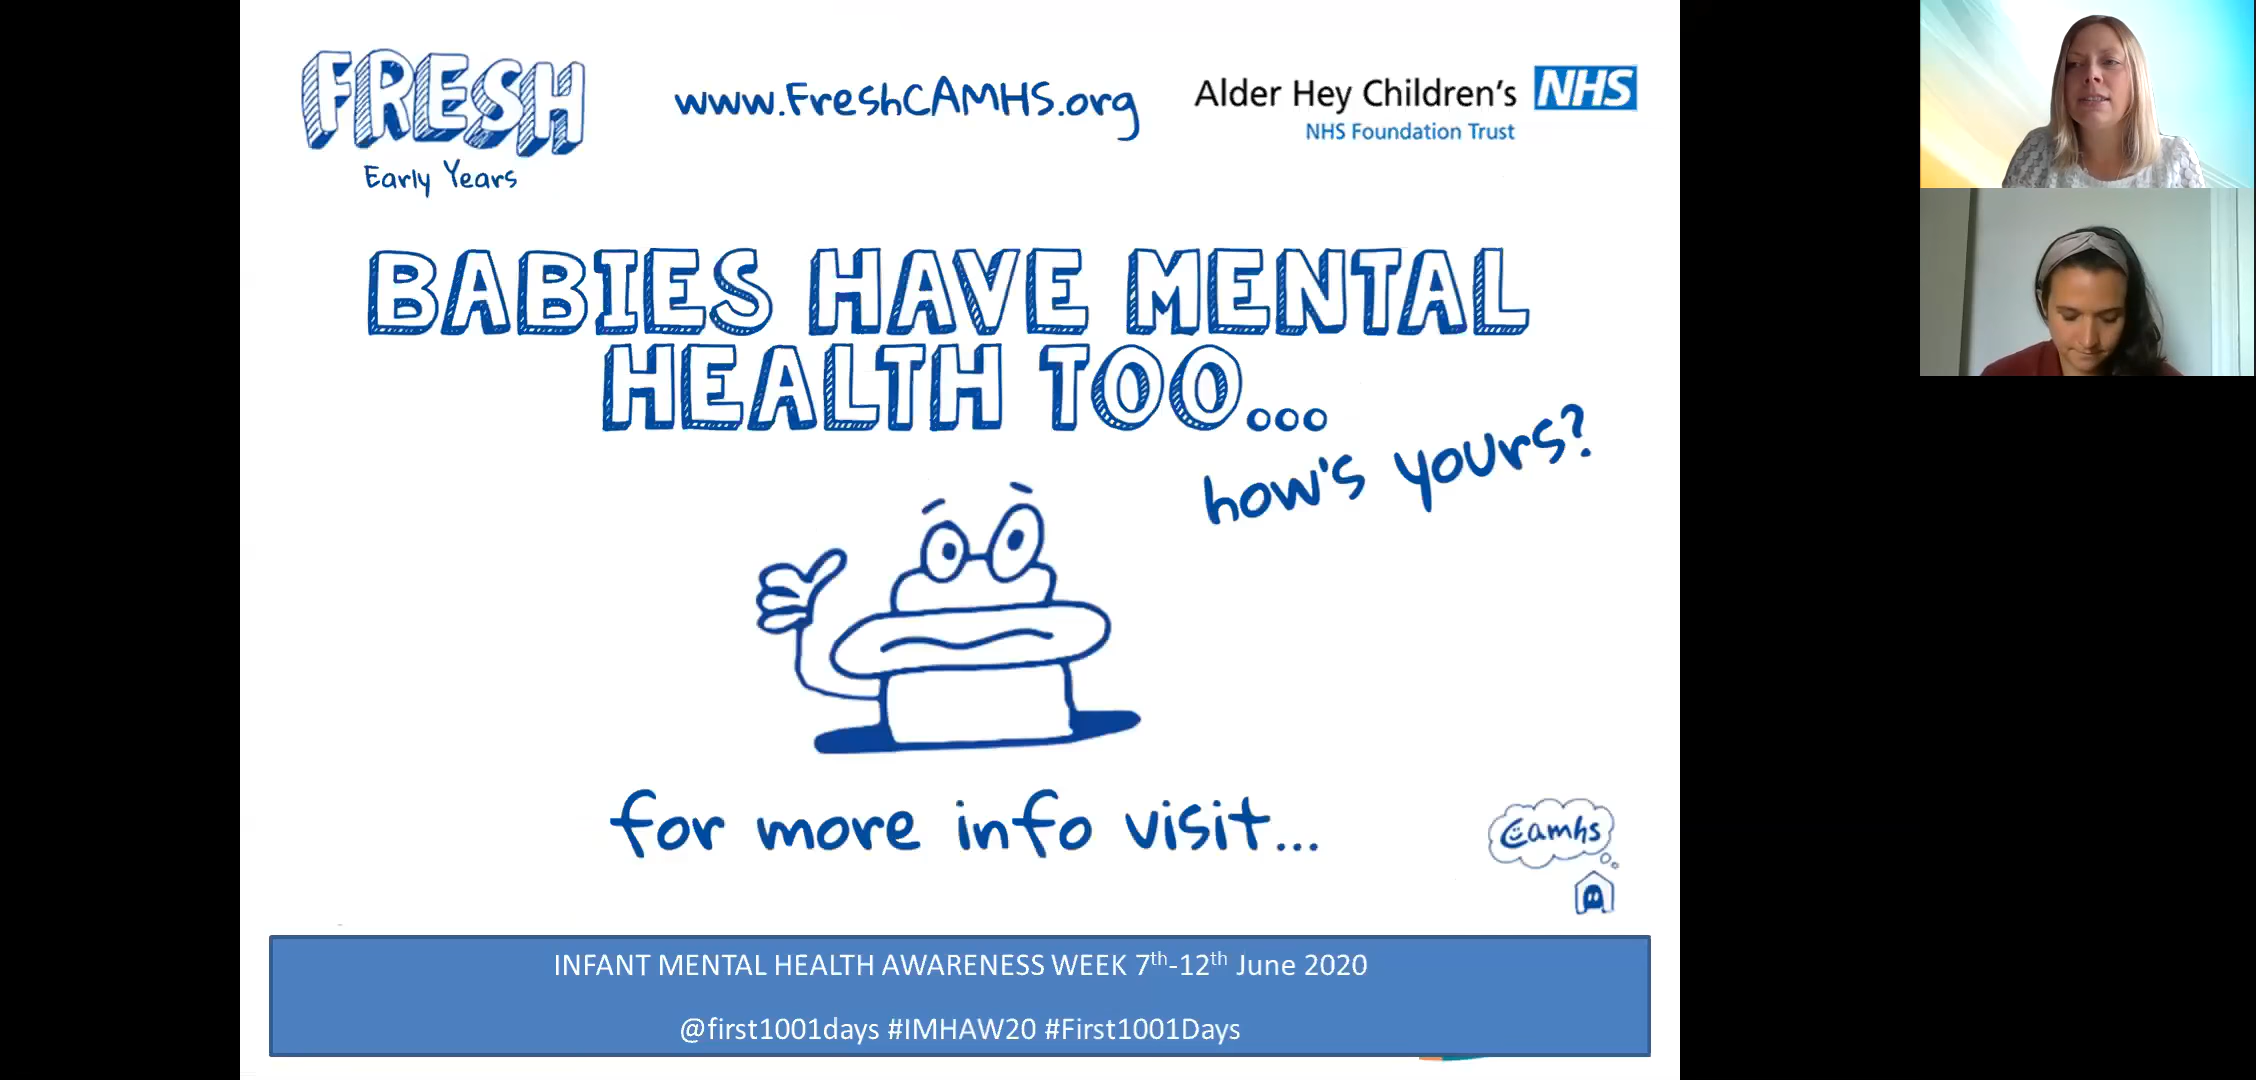 FRESH
Early Years
www.FreshCAMHS.org
Alder Hey Children's NHS
NHS Foundation Trust
BABIES HAVE MENTAL
HEALTH TOO...
how's yours?
for more info visit...
Camhs
INFANT MENTAL HEALTH AWARENESS WEEK 7th-12th June 2020
@first1001days #IMHAW20 #First1001Days